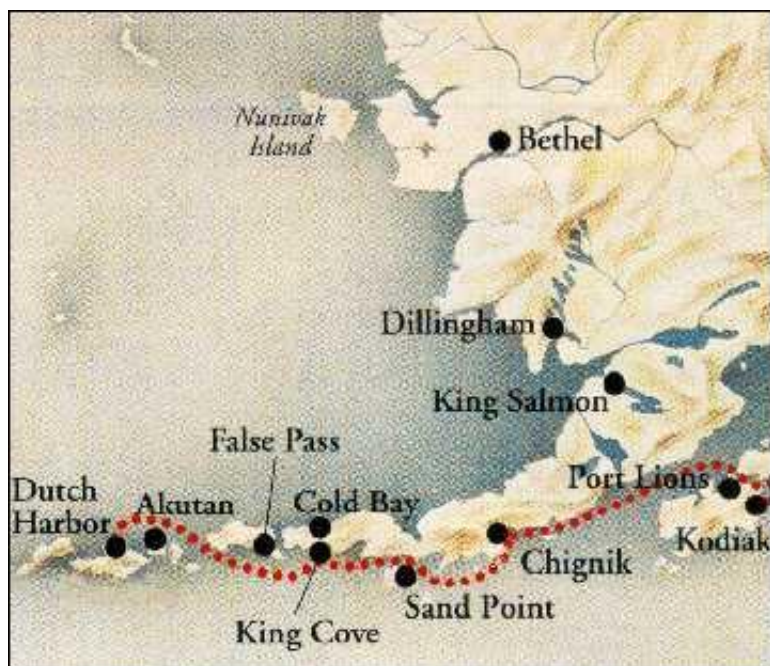 Nunivak
Island
Bethel
Dillingham
King Salmon
False Pass
Port Lions
Dutch
Harbor
Akutan
Cold Bay
Kodiak
Chignik
Sand Point
King Cove